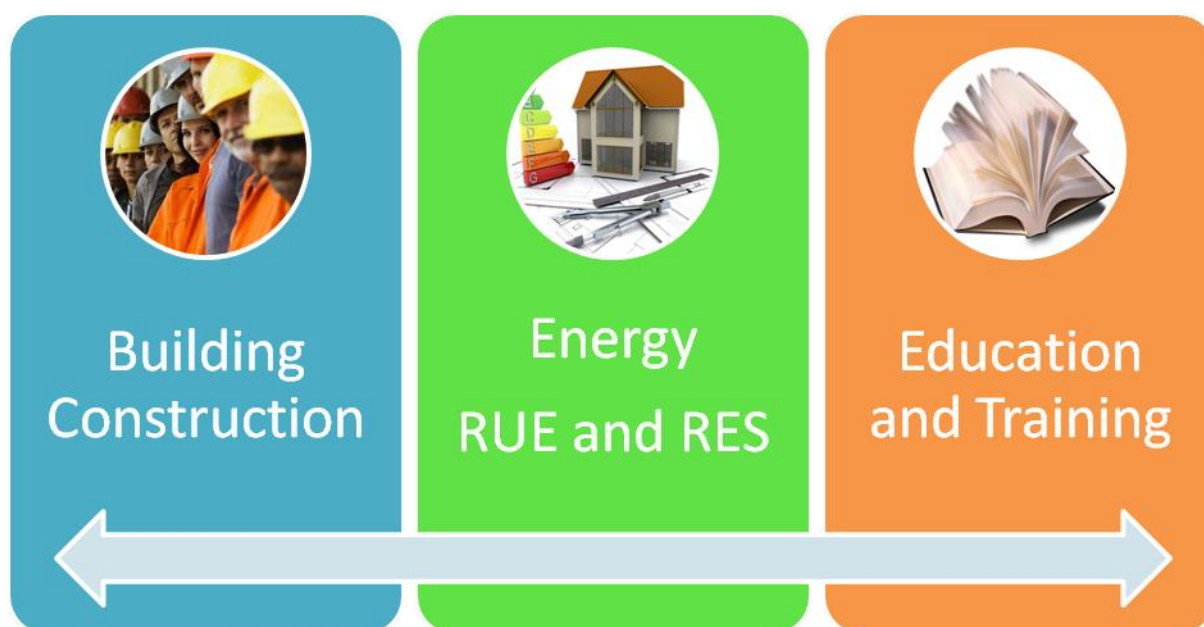 Building
Construction
Energy
RUE and RES
Education
and Training